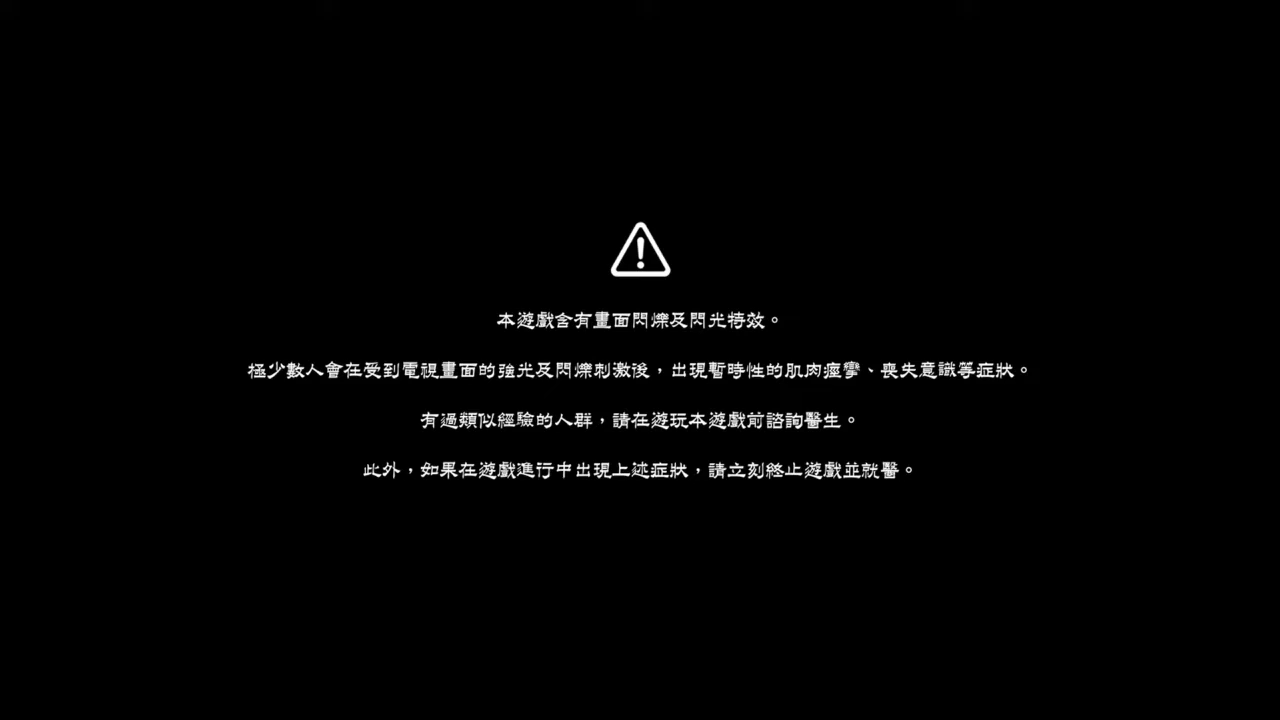 本遊戲含有畫面閃爍及閃光特效。
極少數人會在受到電視畫面的強光及閃爍刺激後，出現暫時性的肌肉痙攣、喪失意識等症狀。
有過類似經驗的人群，請在遊玩本遊戲前諮詢醫生。
此外，如果在遊戲進行中出現上述症狀，請立刻終止遊戲並就醫。